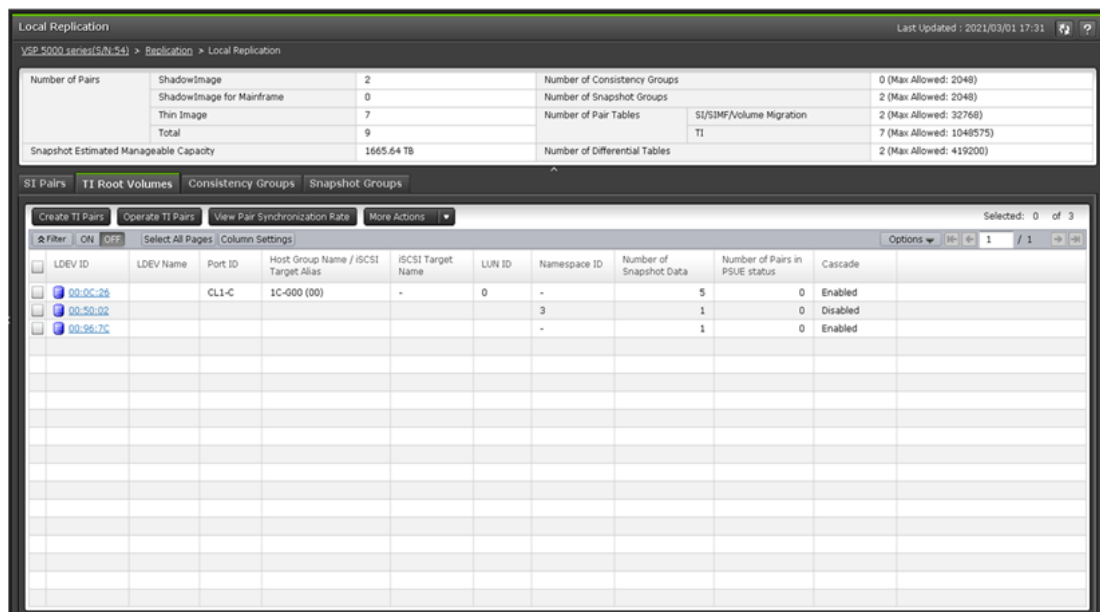 Local Replication Last Updated : 2021/03/01 17:31 ?
VSP 5000 series(S/N:54) > Replication > Local Replication
Number of Pairs ShadowImage 2 Number of Consistency Groups 0 (Max Allowed: 2048)
ShadowImage for Mainframe 0 Number of Snapshot Groups 2 (Max Allowed: 2048)
Thin Image 7 Number of Pair Tables SI/SIMF/Volume Migration 2 (Max Allowed: 32768)
Total 9 TI 7 (Max Allowed: 1048575)
Snapshot Estimated Manageable Capacity 1665.64 TB Number of Differential Tables 2 (Max Allowed: 419200)
SI Pairs TI Root Volumes Consistency Groups Snapshot Groups
Create TI Pairs Operate TI Pairs View Pair Synchronization Rate More Actions Selected: 0 of 3
Filter ON OFF Select All Pages Column Settings Options 1 / 1
LDEV ID LDEV Name Port ID Host Group Name / iSCSI Target Alias iSCSI Target Name LUN ID Namespace ID Number of Snapshot Data Number of Pairs in PSUE status Cascade
00:0C:26 CL1-C 1C-G00 (00) - 0 - 5 0 Enabled
00:50:02 3 1 0 Disabled
00:96:7C - 1 0 Enabled